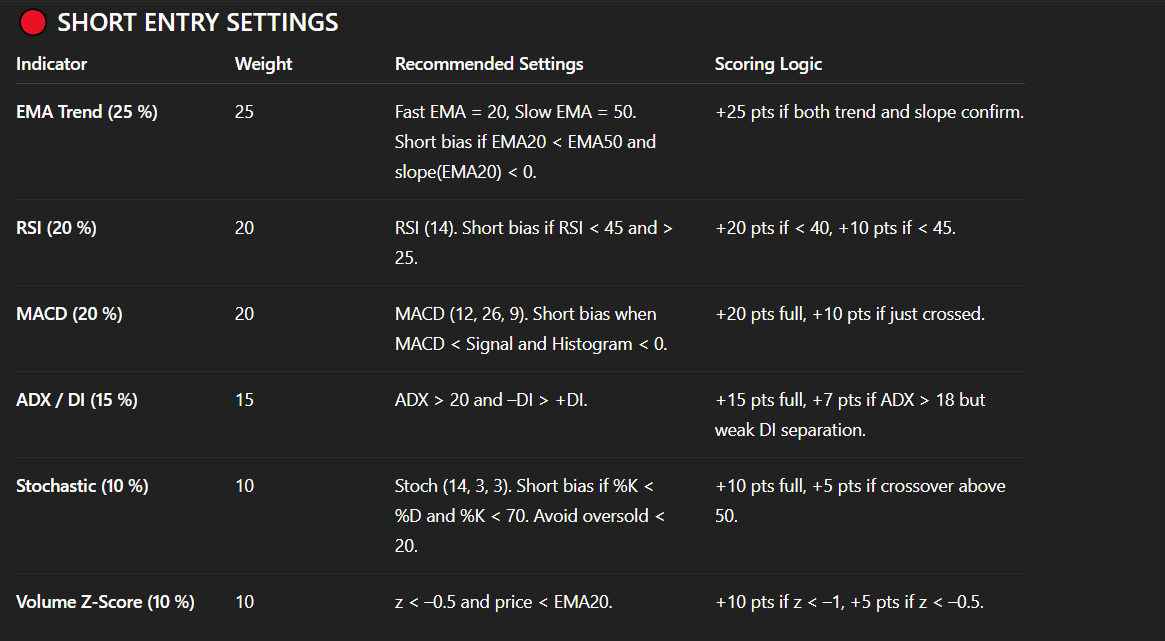 SHORT ENTRY SETTINGS
Indicator Weight Recommended Settings Scoring Logic
EMA Trend (25 %) 25 Fast EMA = 20, Slow EMA = 50. +25 pts if both trend and slope confirm.
Short bias if EMA20 < EMA50 and
slope(EMA20) < 0.
RSI (20 %) 20 RSI (14). Short bias if RSI < 45 and > +20 pts if < 40, +10 pts if < 45.
25.
MACD (20 %) 20 MACD (12, 26, 9). Short bias when +20 pts full, +10 pts if just crossed.
MACD < Signal and Histogram < 0.
ADX / DI (15 %) 15 ADX > 20 and –DI > +DI. +15 pts full, +7 pts if ADX > 18 but
weak DI separation.
Stochastic (10 %) 10 Stoch (14, 3, 3). Short bias if %K < +10 pts full, +5 pts if crossover above
%D and %K < 70. Avoid oversold < 50.
20.
Volume Z-Score (10 %) 10 z < –0.5 and price < EMA20. +10 pts if z < –1, +5 pts if z < –0.5.